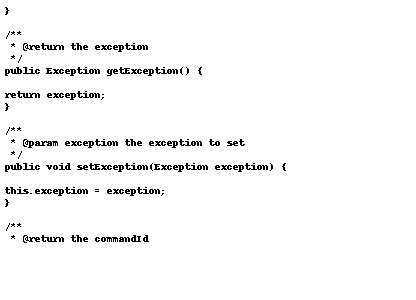 }
/**
 * @return the exception
 */
public Exception getException() {
return exception;
}
/**
 * @param exception the exception to set
 */
public void setException(Exception exception) {
this.exception = exception;
}
/**
 * @return the commandId